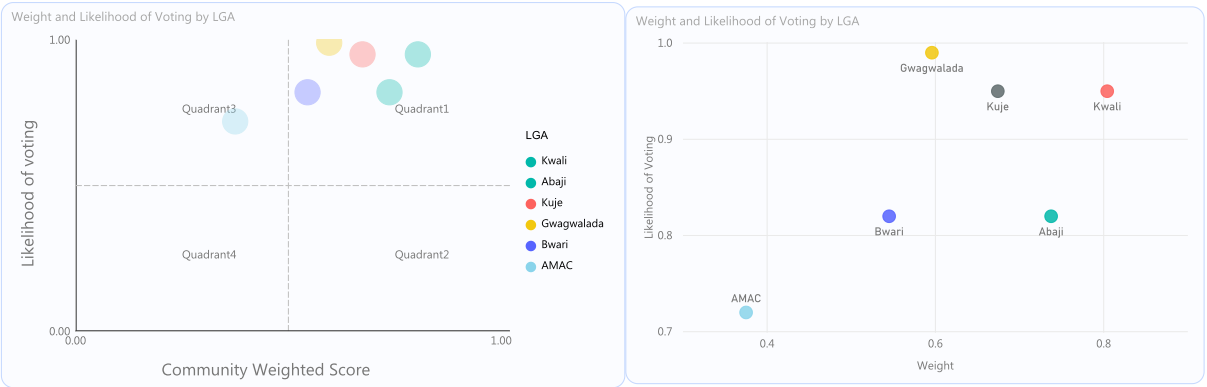 Weight and Likelihood of Voting by LGA
1.00
Quadrant3
Quadrant1
Likelihood of voting
Quadrant4
Quadrant2
0.00
0.00
1.00
Community Weighted Score
LGA
Kwali
Abaji
Kuje
Gwagwalada
Bwari
AMAC
Weight and Likelihood of Voting by LGA
1.0
Gwagwalada
Kuje
Kwali
0.9
Likelihood of Voting
Bwari
Abaji
0.8
AMAC
0.7
0.4
0.6
0.8
Weight